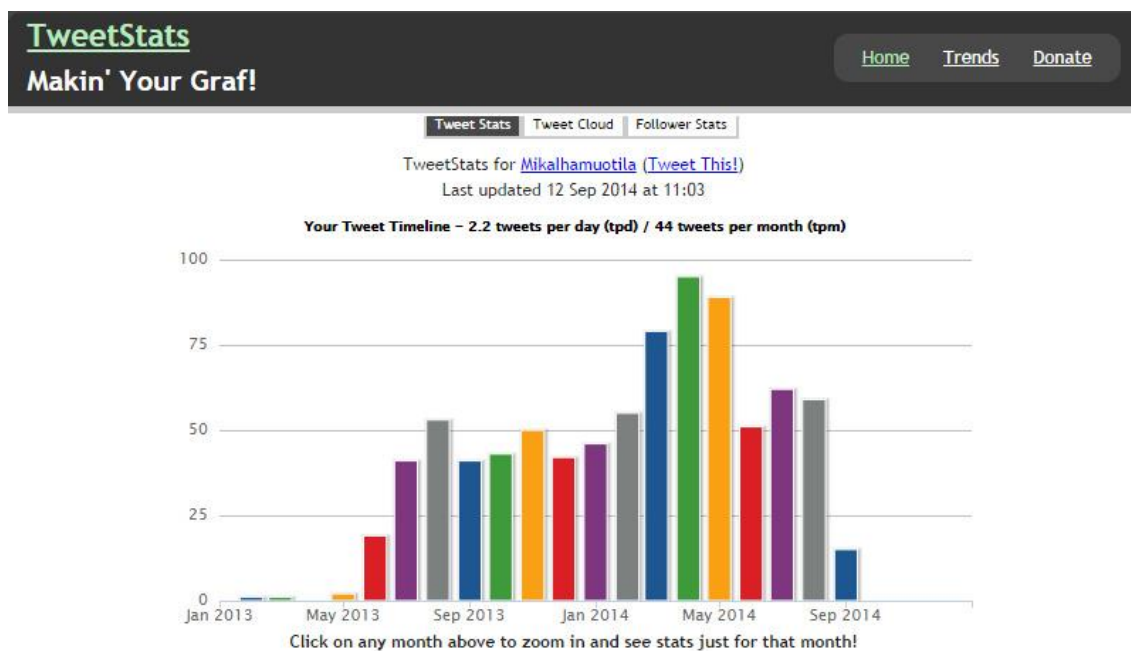 TweetStats
Makin' Your Graf!
Home Trends Donate
Tweet Stats Tweet Cloud Follower Stats
TweetStats for MikaIhamuotila (Tweet This!)
Last updated 12 Sep 2014 at 11:03
Your Tweet Timeline – 2.2 tweets per day (tpd) / 44 tweets per month (tpm)
100
75
50
25
0
Jan 2013 May 2013 Sep 2013 Jan 2014 May 2014 Sep 2014
Click on any month above to zoom in and see stats just for that month!